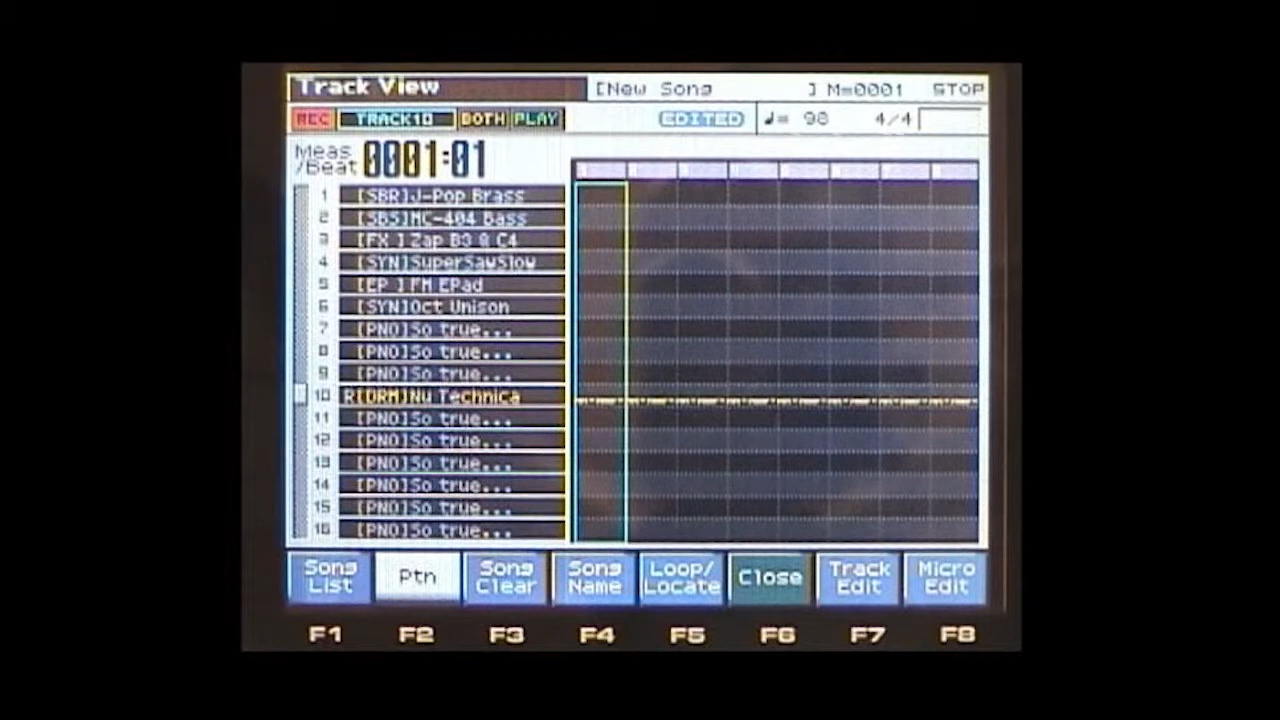 Track View [New Song ] M=0001 STOP
REC TRACK10 BOTH PLAY EDITED ♩= 98 4/4
Meas
/Beat 0001:01
1 [SBR]J-Pop Brass
2 [SBS]MC-404 Bass
3 [FX ]Zap B3 & C4
4 [SYN]SuperSawSlow
5 [EP ]FM EPad
6 [SYN]Oct Unison
7 [PNO]So true...
8 [PNO]So true...
9 [PNO]So true...
10 R[DRM]Nu Technica
11 [PNO]So true...
12 [PNO]So true...
13 [PNO]So true...
14 [PNO]So true...
15 [PNO]So true...
16 [PNO]So true...
Song List Ptn Song Clear Song Name Loop/ Locate Close Track Edit Micro Edit
F1 F2 F3 F4 F5 F6 F7 F8